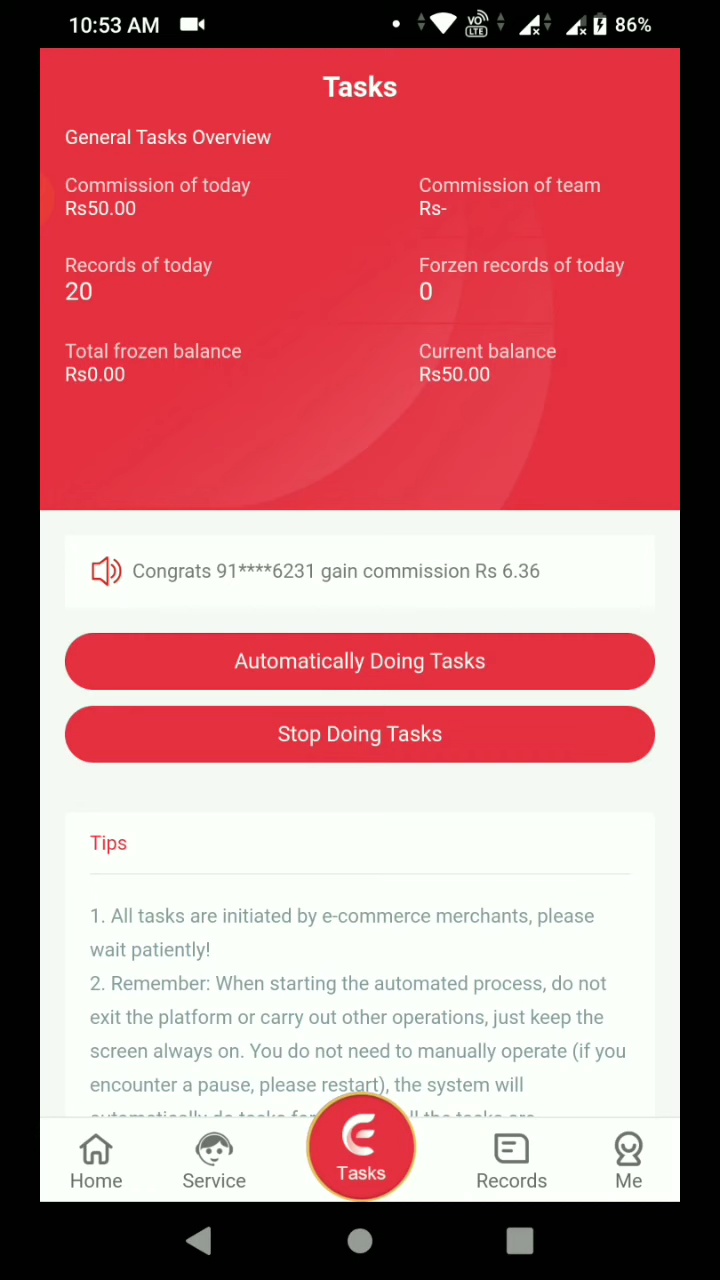 10:53 AM
VO LTE
86%
Tasks
General Tasks Overview
Commission of today Commission of team
Rs50.00 Rs-
Records of today Forzen records of today
20 0
Total frozen balance Current balance
Rs0.00 Rs50.00
Congrats 91****6231 gain commission Rs 6.36
Automatically Doing Tasks
Stop Doing Tasks
Tips
1. All tasks are initiated by e-commerce merchants, please
wait patiently!
2. Remember: When starting the automated process, do not
exit the platform or carry out other operations, just keep the
screen always on. You do not need to manually operate (if you
encounter a pause, please restart), the system will
Home Service Tasks Records Me